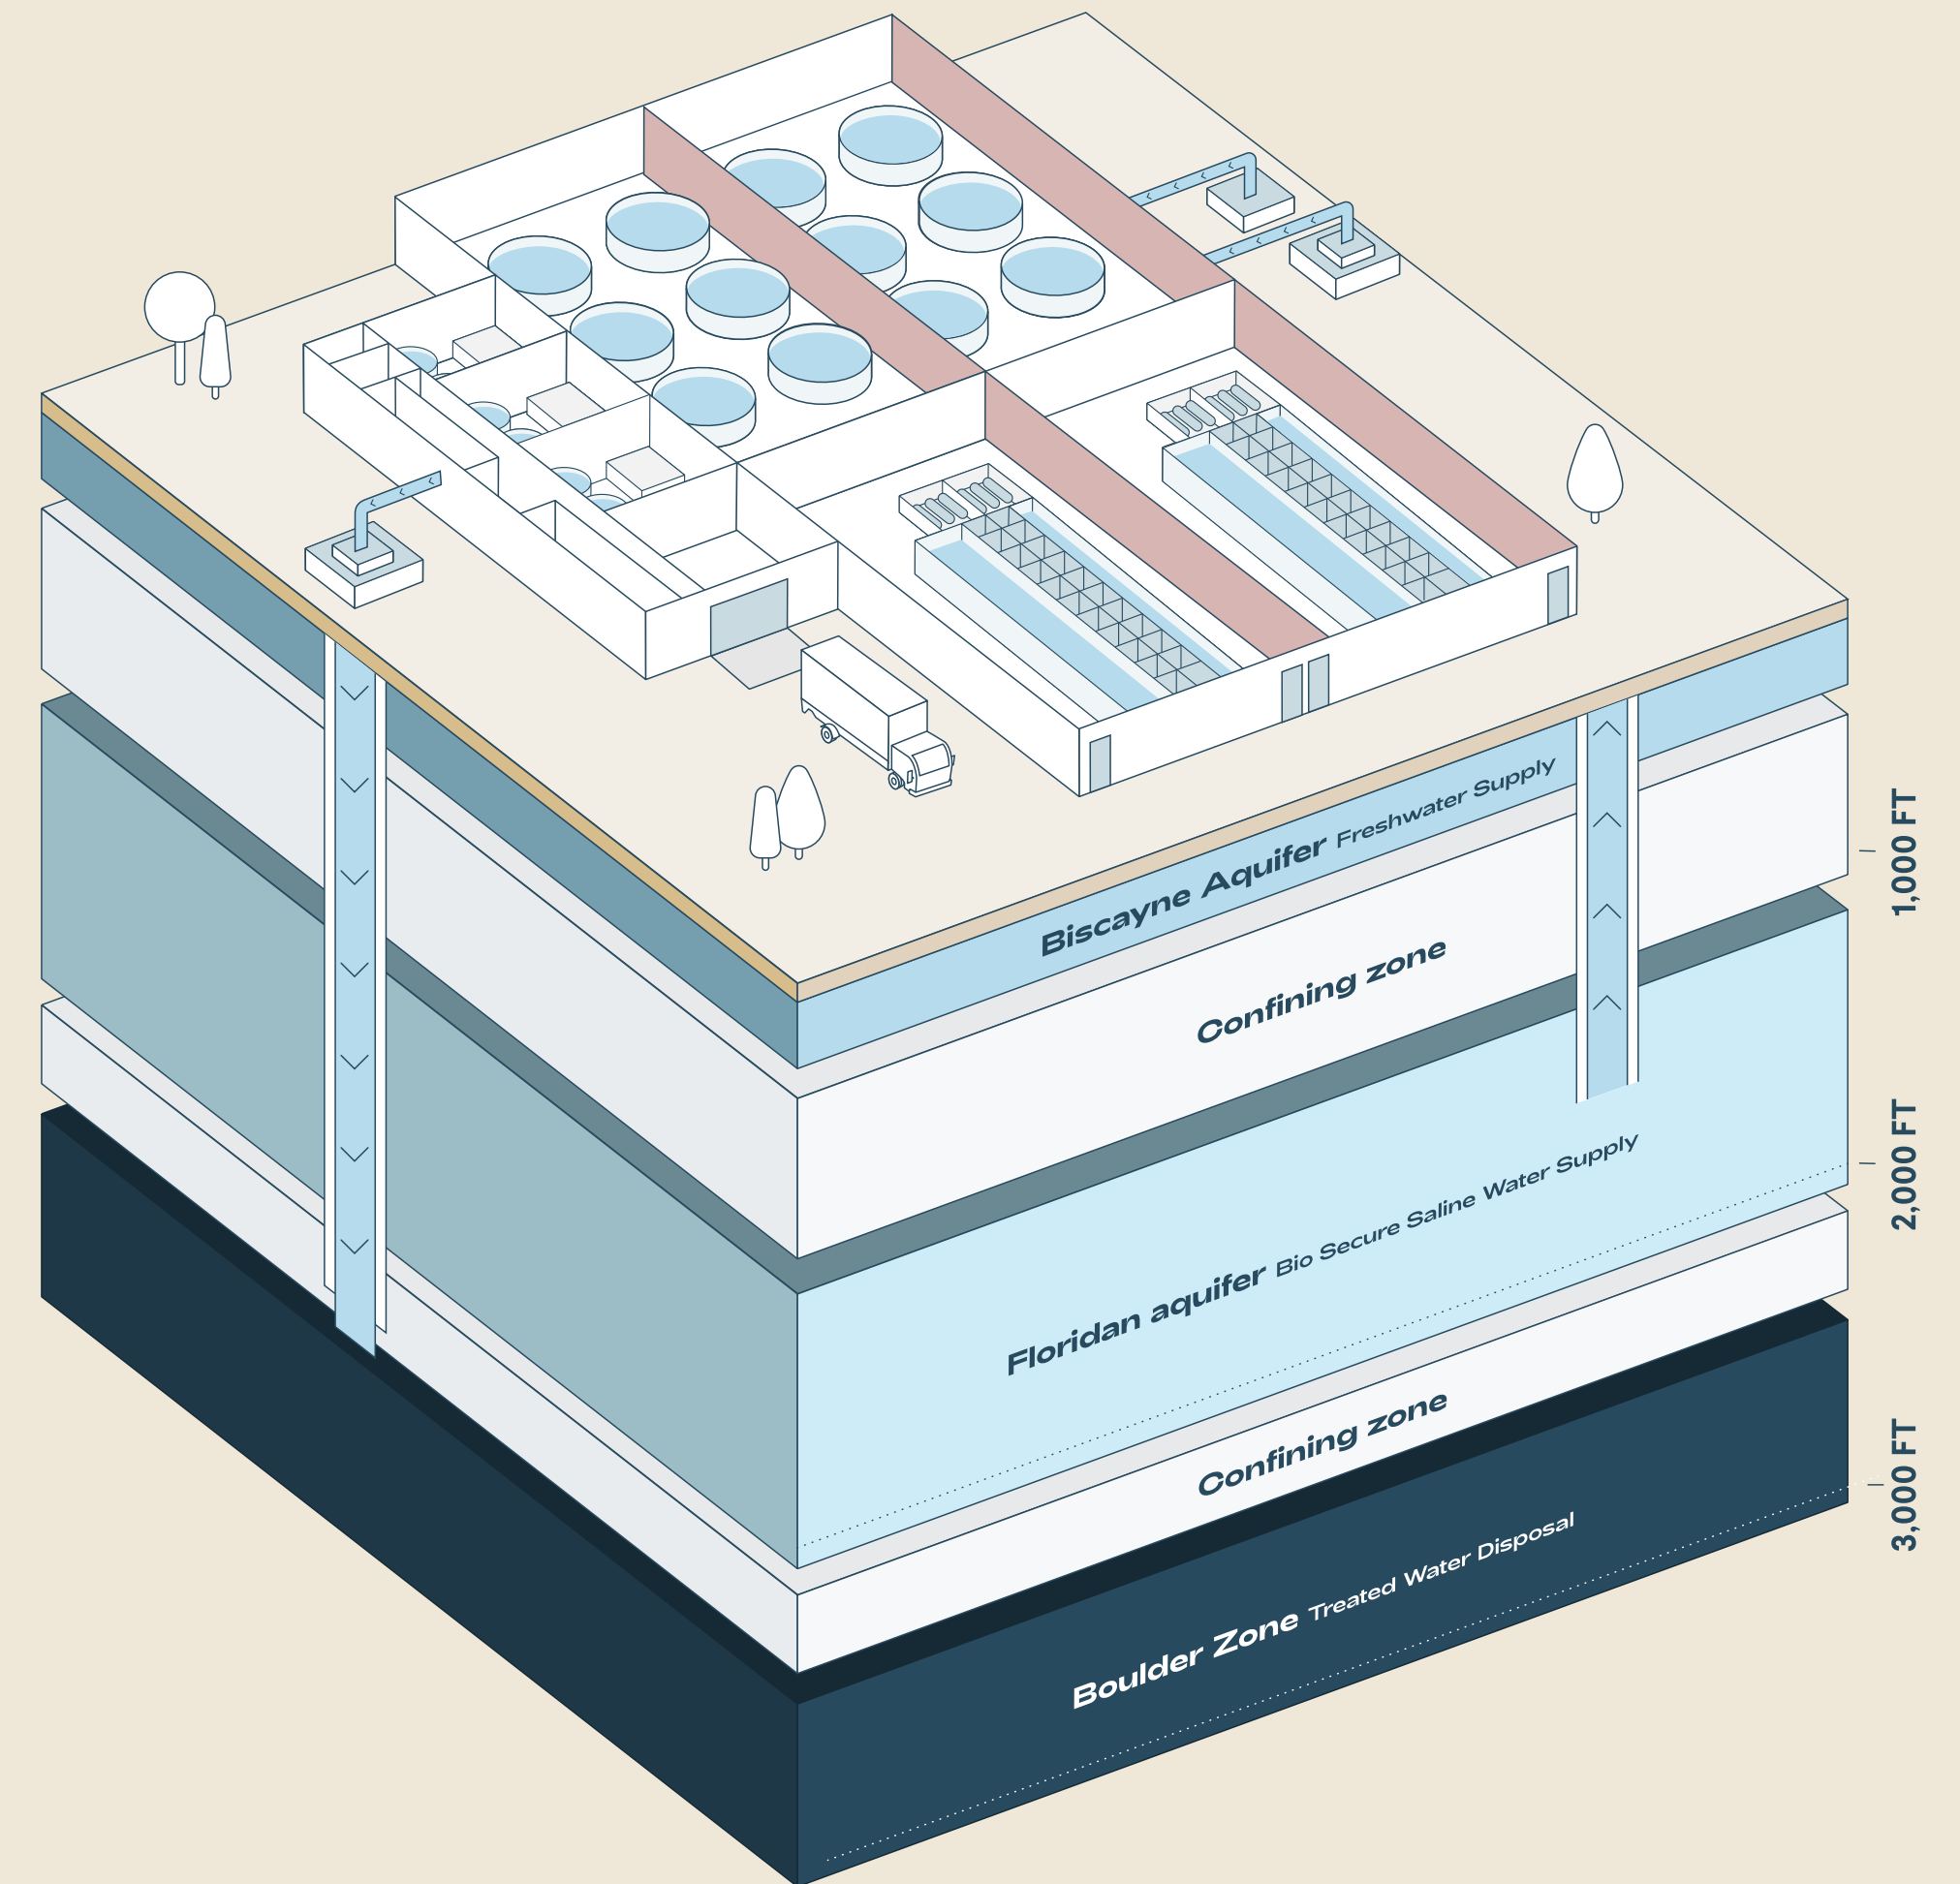 Biscayne Aquifer Freshwater Supply
Confining zone
1,000 FT
Floridan aquifer Bio Secure Saline Water Supply
2,000 FT
Confining zone
Boulder Zone Treated Water Disposal
3,000 FT